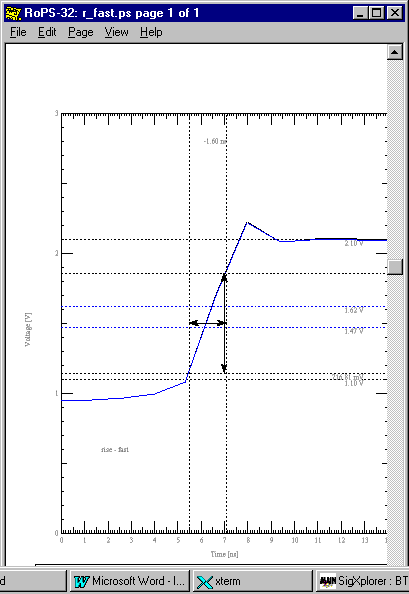 RoPS-32: r_fast.ps page 1 of 1
File Edit Page View Help
3
-1.60 ns
2.10 V
2
1.62 V
1.47 V
Voltage [V]
1.10 V
1
rise - fast
0
0 1 2 3 4 5 6 7 8 9 10 11 12 13 14
Time [ns]
d
Microsoft Word - I...
xterm
SigXplorer : BT